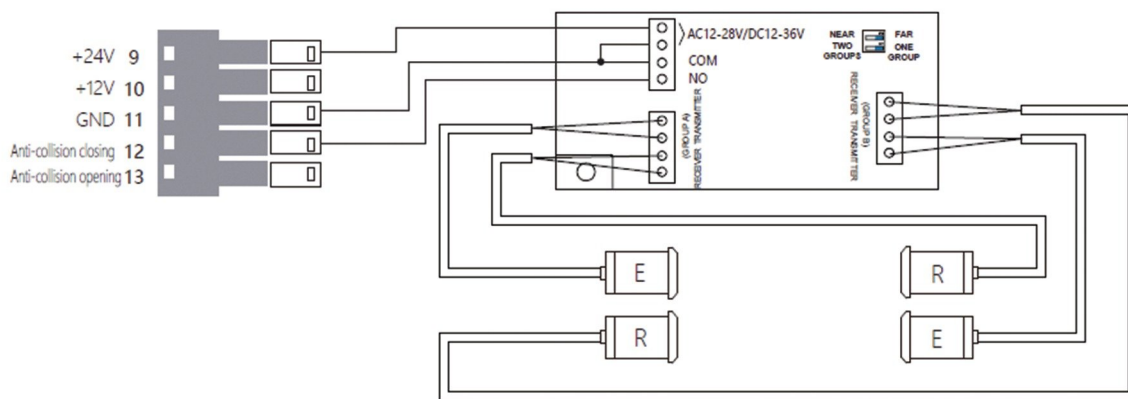 +24V 9
+12V 10
GND 11
Anti-collision closing 12
Anti-collision opening 13
AC12-28V/DC12-36V
COM
NO
NEAR FAR
TWO ONE
GROUPS GROUP
RECEIVER TRANSMITTER
(GROUP A)
RECEIVER TRANSMITTER
(GROUP B)
E
R
R
E